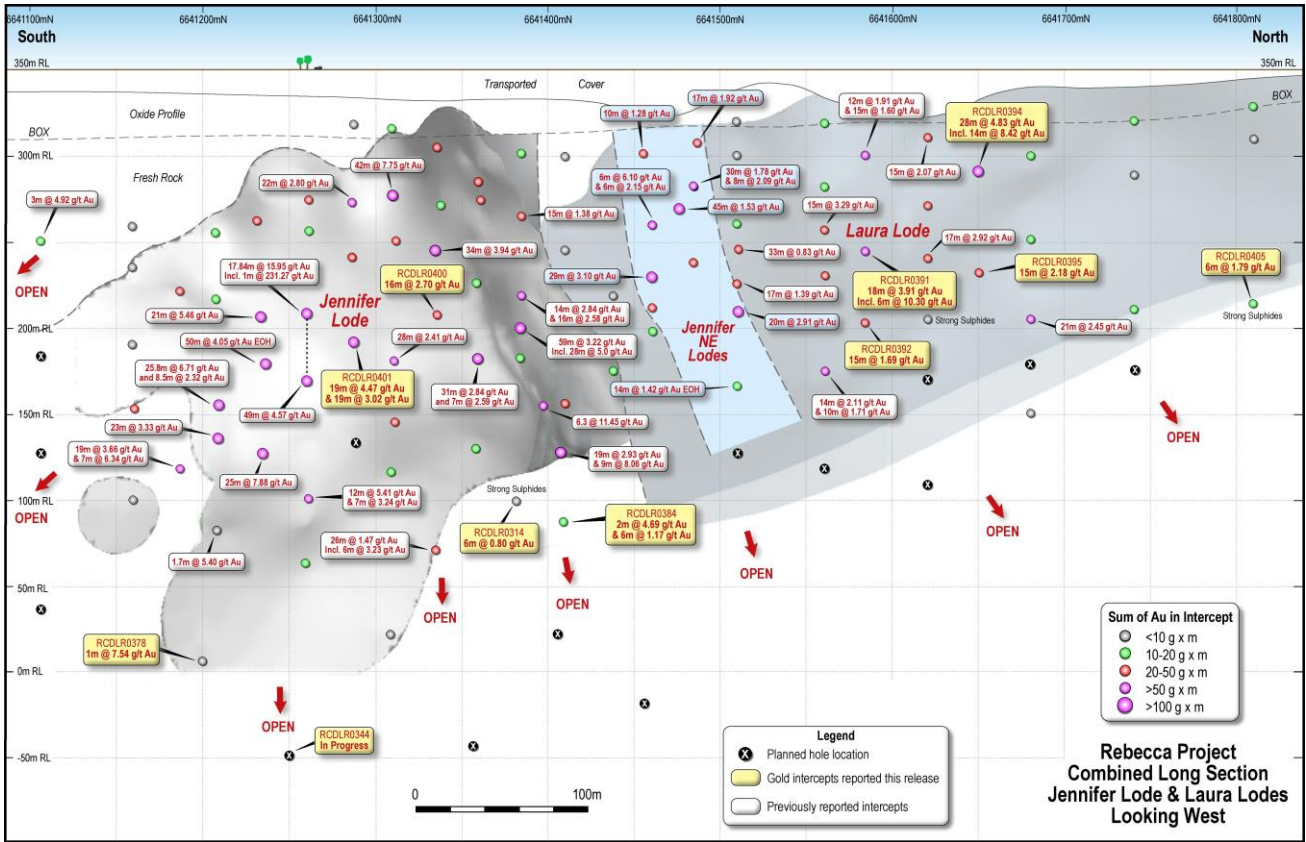 6641100mN
6641200mN
6641300mN
6641400mN
6641500mN
6641600mN
6641700mN
6641800mN
South
North
350m RL
350m RL
Transported
Cover
Oxide Profile
BOX
BOX
Fresh Rock
300m RL
200m RL
150m RL
100m RL
50m RL
0m RL
-50m RL
17m @ 1.92 g/t Au
10m @ 1.28 g/t Au
12m @ 1.91 g/t Au
& 15m @ 1.60 g/t Au
RCDLR0394
28m @ 4.83 g/t Au
Incl. 14m @ 8.42 g/t Au
42m @ 7.75 g/t Au
22m @ 2.80 g/t Au
6m @ 6.10 g/t Au
& 6m @ 2.15 g/t Au
30m @ 1.78 g/t Au
& 8m @ 2.09 g/t Au
15m @ 2.07 g/t Au
3m @ 4.92 g/t Au
45m @ 1.53 g/t Au
15m @ 3.29 g/t Au
15m @ 1.38 g/t Au
Laura Lode
17m @ 2.92 g/t Au
34m @ 3.94 g/t Au
33m @ 0.83 g/t Au
OPEN
17.84m @ 15.95 g/t Au
Incl. 1m @ 231.27 g/t Au
RCDLR0400
16m @ 2.70 g/t Au
29m @ 3.10 g/t Au
RCDLR0391
18m @ 3.91 g/t Au
Incl. 6m @ 10.30 g/t Au
RCDLR0395
15m @ 2.18 g/t Au
RCDLR0405
6m @ 1.79 g/t Au
Jennifer
Lode
17m @ 1.39 g/t Au
21m @ 5.46 g/t Au
14m @ 2.84 g/t Au
& 16m @ 2.58 g/t Au
20m @ 2.91 g/t Au
Strong Sulphides
Strong Sulphides
21m @ 2.45 g/t Au
Jennifer
NE
Lodes
50m @ 4.05 g/t Au EOH
28m @ 2.41 g/t Au
59m @ 3.22 g/t Au
Incl. 28m @ 5.0 g/t Au
RCDLR0392
15m @ 1.69 g/t Au
25.8m @ 6.71 g/t Au
and 8.5m @ 2.32 g/t Au
RCDLR0401
19m @ 4.47 g/t Au
& 19m @ 3.02 g/t Au
31m @ 2.84 g/t Au
and 7m @ 2.59 g/t Au
14m @ 1.42 g/t Au EOH
14m @ 2.11 g/t Au
& 10m @ 1.71 g/t Au
49m @ 4.57 g/t Au
23m @ 3.33 g/t Au
6.3 @ 11.45 g/t Au
OPEN
19m @ 3.66 g/t Au
& 7m @ 6.34 g/t Au
19m @ 2.93 g/t Au
& 9m @ 8.06 g/t Au
25m @ 7.88 g/t Au
12m @ 5.41 g/t Au
& 7m @ 3.24 g/t Au
Strong Sulphides
OPEN
RCDLR0314
6m @ 0.80 g/t Au
RCDLR0384
2m @ 4.69 g/t Au
& 6m @ 1.17 g/t Au
OPEN
26m @ 1.47 g/t Au
Incl. 6m @ 3.23 g/t Au
1.7m @ 5.40 g/t Au
OPEN
OPEN
OPEN
RCDLR0378
1m @ 7.54 g/t Au
OPEN
RCDLR0344
In Progress
Sum of Au in Intercept
<10 g x m
10-20 g x m
20-50 g x m
>50 g x m
>100 g x m
Legend
X Planned hole location
Gold intercepts reported this release
Previously reported intercepts
0 100m
Rebecca Project
Combined Long Section
Jennifer Lode & Laura Lodes
Looking West